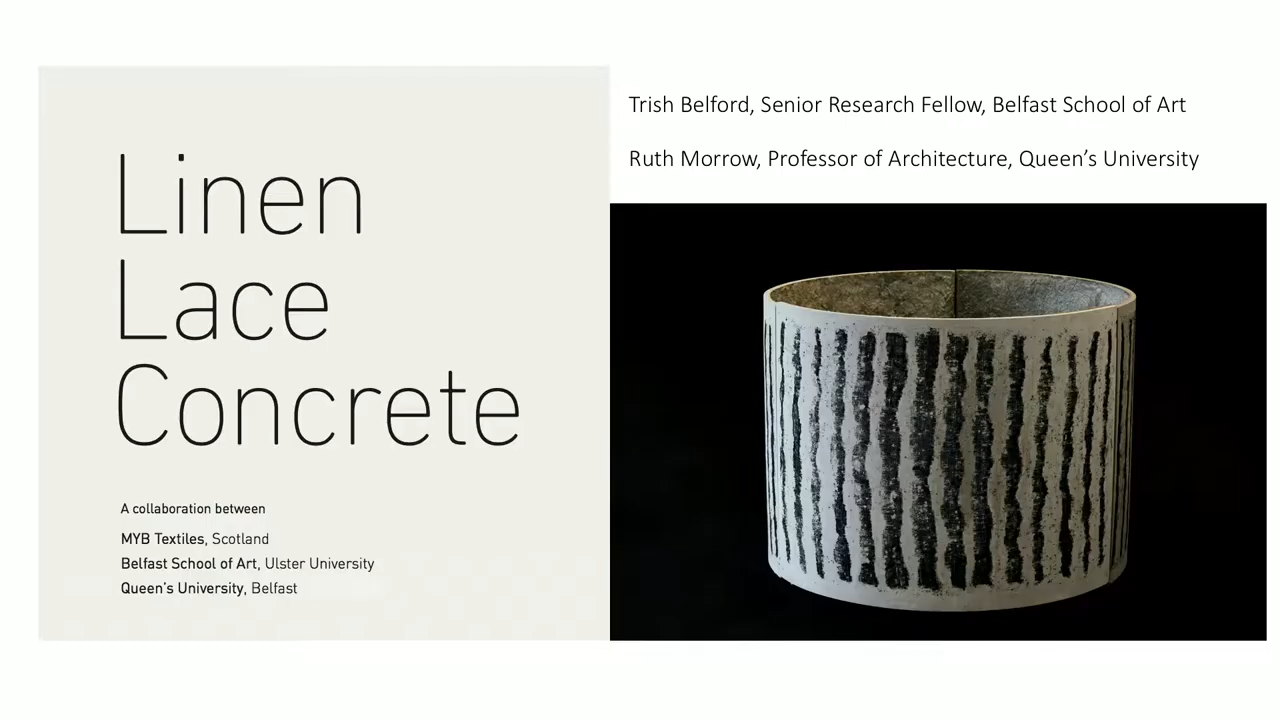 Linen
Lace
Concrete
A collaboration between
MYB Textiles, Scotland
Belfast School of Art, Ulster University
Queen's University, Belfast
Trish Belford, Senior Research Fellow, Belfast School of Art
Ruth Morrow, Professor of Architecture, Queen’s University